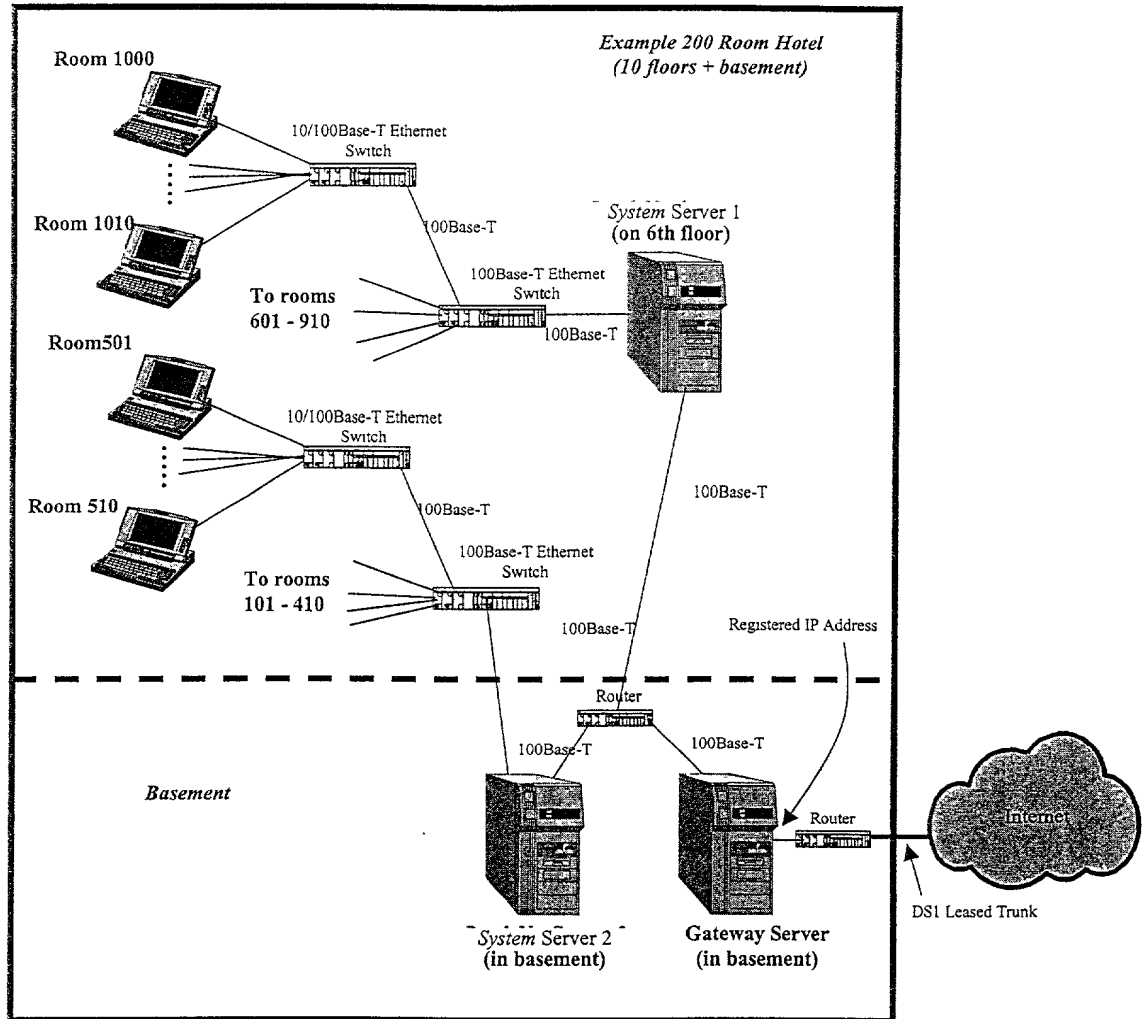 Example 200 Room Hotel
(10 floors + basement)
Room 1000
10/100Base-T Ethernet
Switch
Room 1010
100Base-T
System Server 1
(on 6th floor)
100Base-T Ethernet
Switch
To rooms
601 - 910
100Base-T
Room501
10/100Base-T Ethernet
Switch
Room 510
100Base-T
100Base-T
100Base-T Ethernet
Switch
To rooms
101 - 410
100Base-T
Registered IP Address
Router
100Base-T
100Base-T
Basement
Router
Internet
DS1 Leased Trunk
System Server 2
(in basement)
Gateway Server
(in basement)